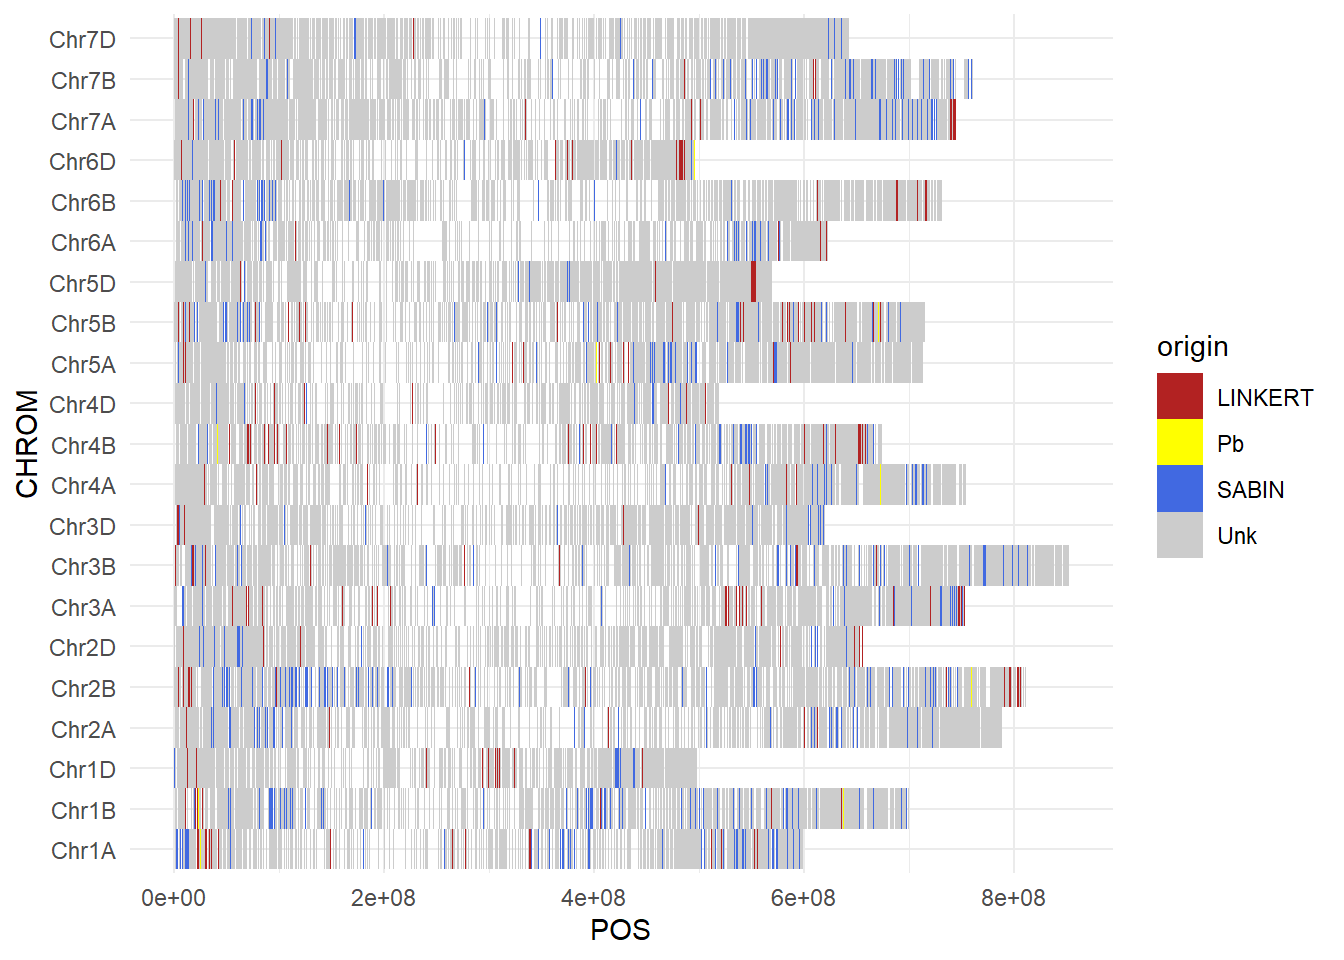 Chr7D
Chr7B
Chr7A
Chr6D
Chr6B
Chr6A
Chr5D
Chr5B
Chr5A
Chr4D
Chr4B
Chr4A
Chr3D
Chr3B
Chr3A
Chr2D
Chr2B
Chr2A
Chr1D
Chr1B
Chr1A
CHROM
0e+00 2e+08 4e+08 6e+08 8e+08
POS
origin
LINKERT
Pb
SABIN
Unk